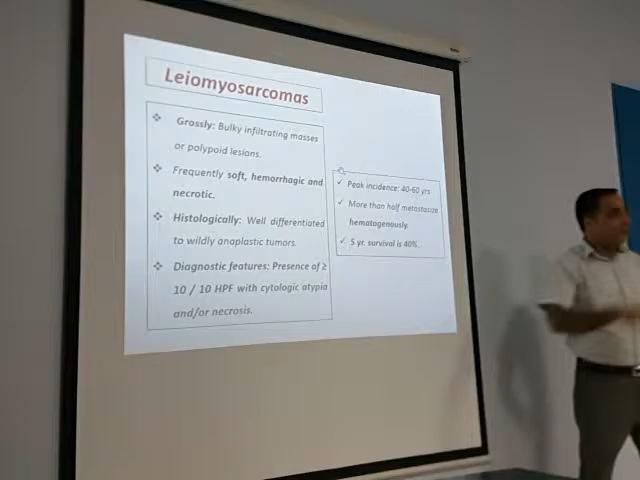 Leiomyosarcomas
❖ Grossly: Bulky infiltrating masses
or polypoid lesions.
❖ Frequently soft, hemorrhagic and
necrotic.
❖ Histologically: Well differentiated
to wildly anaplastic tumors.
❖ Diagnostic features: Presence of ≥
10 / 10 HPF with cytologic atypia
and/or necrosis.
✓ Peak incidence: 40-60 yrs
✓ More than half metastasize
hematogenously.
✓ 5 yr. survival is 40%.